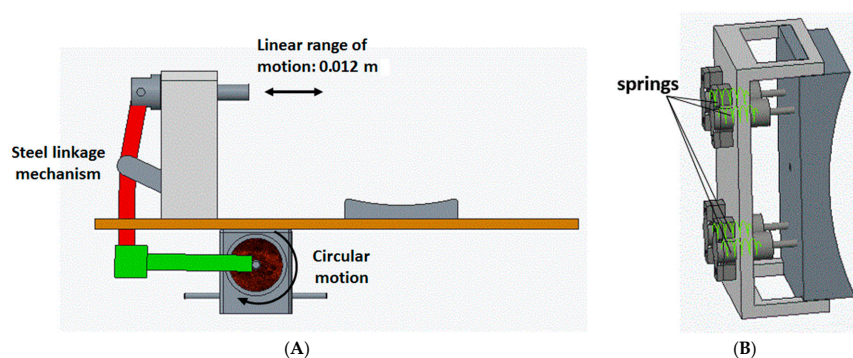 Linear range of
motion: 0.012 m
springs
Steel linkage
mechanism
Circular
motion
(A)
(B)